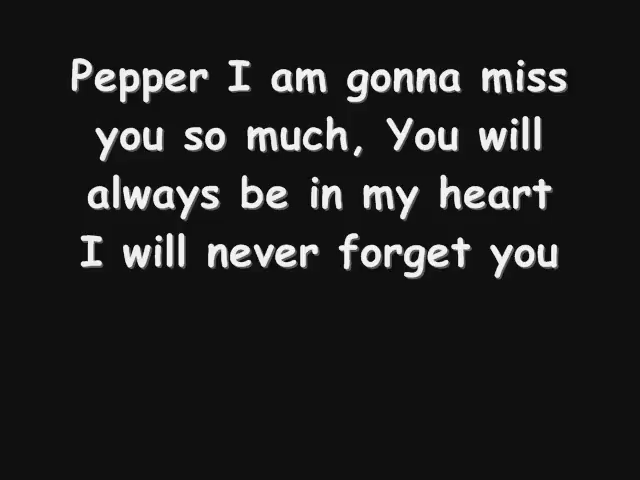 Pepper I am gonna miss
you so much, You will
always be in my heart
I will never forget you